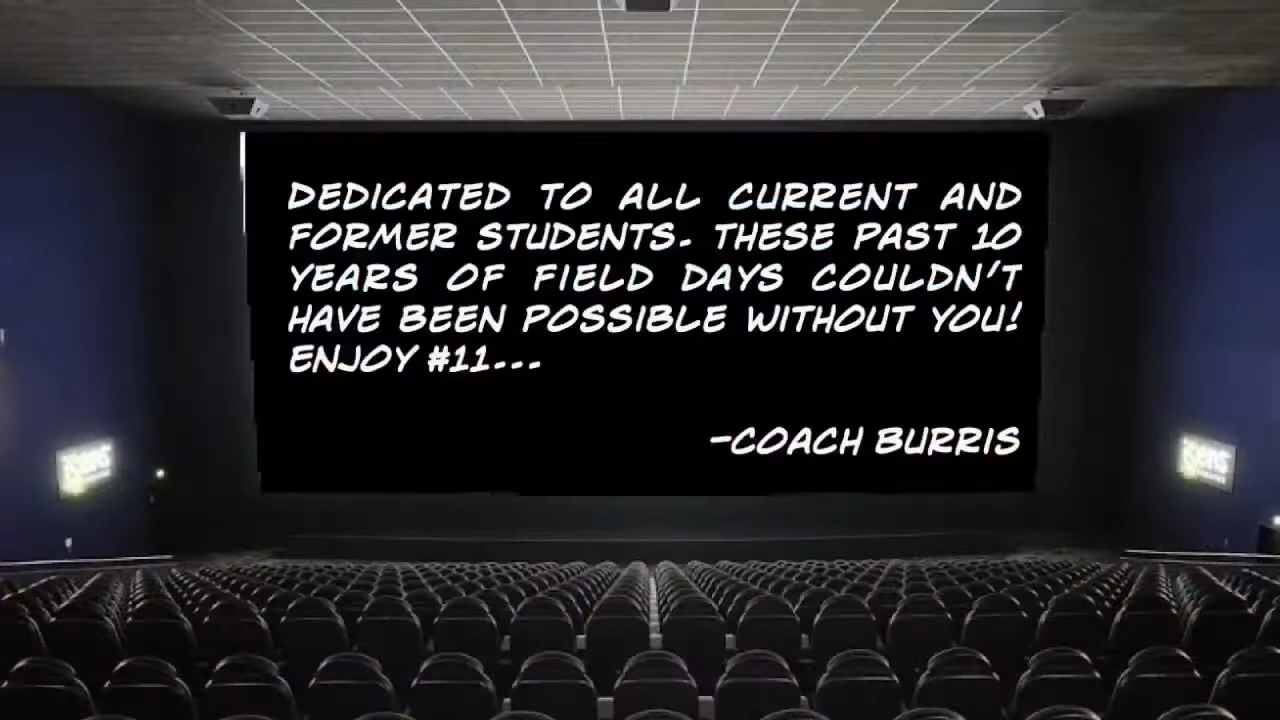 DEDICATED TO ALL CURRENT AND
FORMER STUDENTS. THESE PAST 10
YEARS OF FIELD DAYS COULDN'T
HAVE BEEN POSSIBLE WITHOUT YOU!
ENJOY #11...
-COACH BURRIS